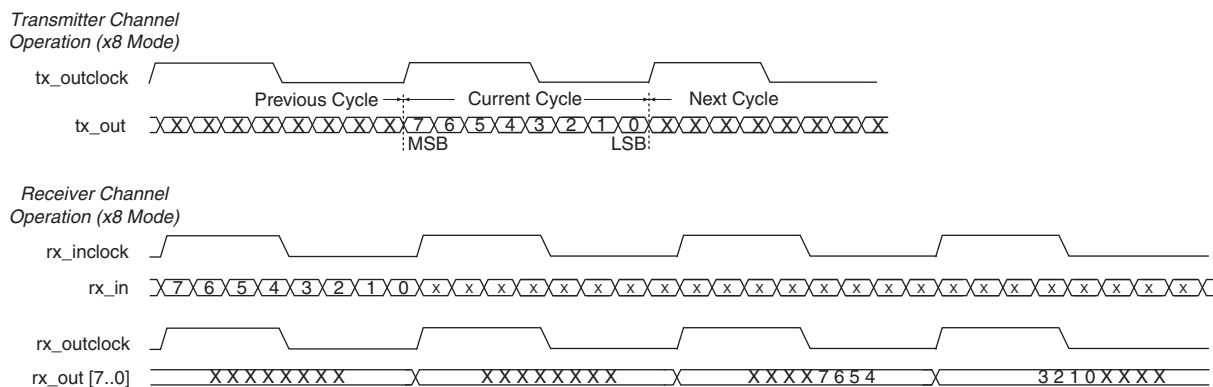 Transmitter Channel
Operation (x8 Mode)
tx_outclock
Previous Cycle Current Cycle Next Cycle
tx_out X X X X X X X X 7 6 5 4 3 2 1 0 X X X X X X X X
MSB LSB
Receiver Channel
Operation (x8 Mode)
rx_inclock
rx_in 7 6 5 4 3 2 1 0 x x x x x x x x x x x x x x x x x x x x x x x x
rx_outclock
rx_out [7..0] X X X X X X X X X X X X X X X X X X X X 7 6 5 4 3 2 1 0 X X X X